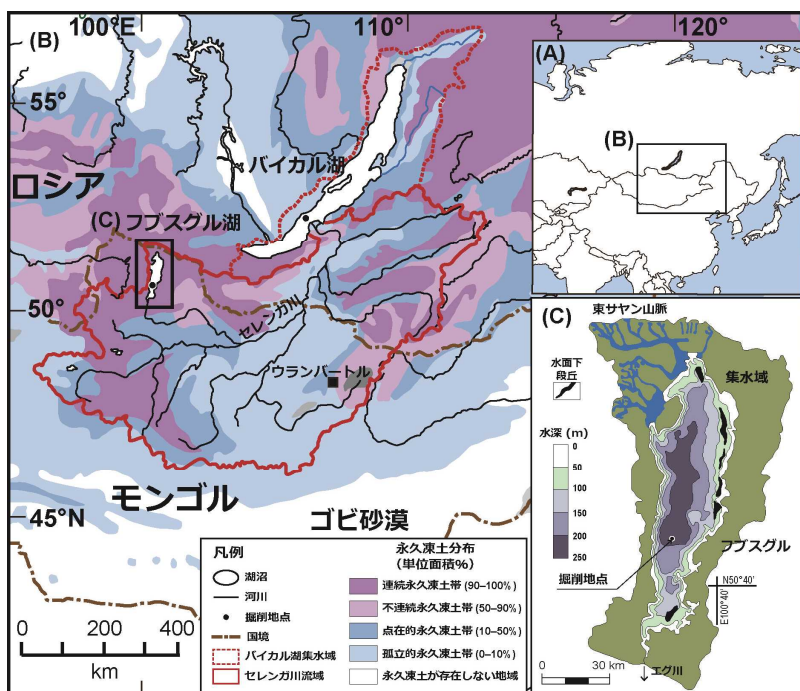 100°E
110°
120°
(B)
(A)
55°
バイカル湖
(B)
ロシア
(C) フブスグル湖
50°
セレンガ川
ウランバートル
モンゴル
45°N
ゴビ砂漠
0 100 200 300 400
km
凡例
湖沼
河川
掘削地点
国境
バイカル湖集水域
セレンガ川流域
永久凍土分布
(単位面積%)
連続永久凍土帯 (90–100%)
不連続永久凍土帯 (50–90%)
点在的永久凍土帯 (10–50%)
孤立的永久凍土帯 (0–10%)
永久凍土が存在しない地域
(C)
東サヤン山脈
水面下
段丘
集水域
水深 (m)
0
50
100
150
200
250
フブスグル
掘削地点
N50°40'
E100°40'
0 30 km
エグ川